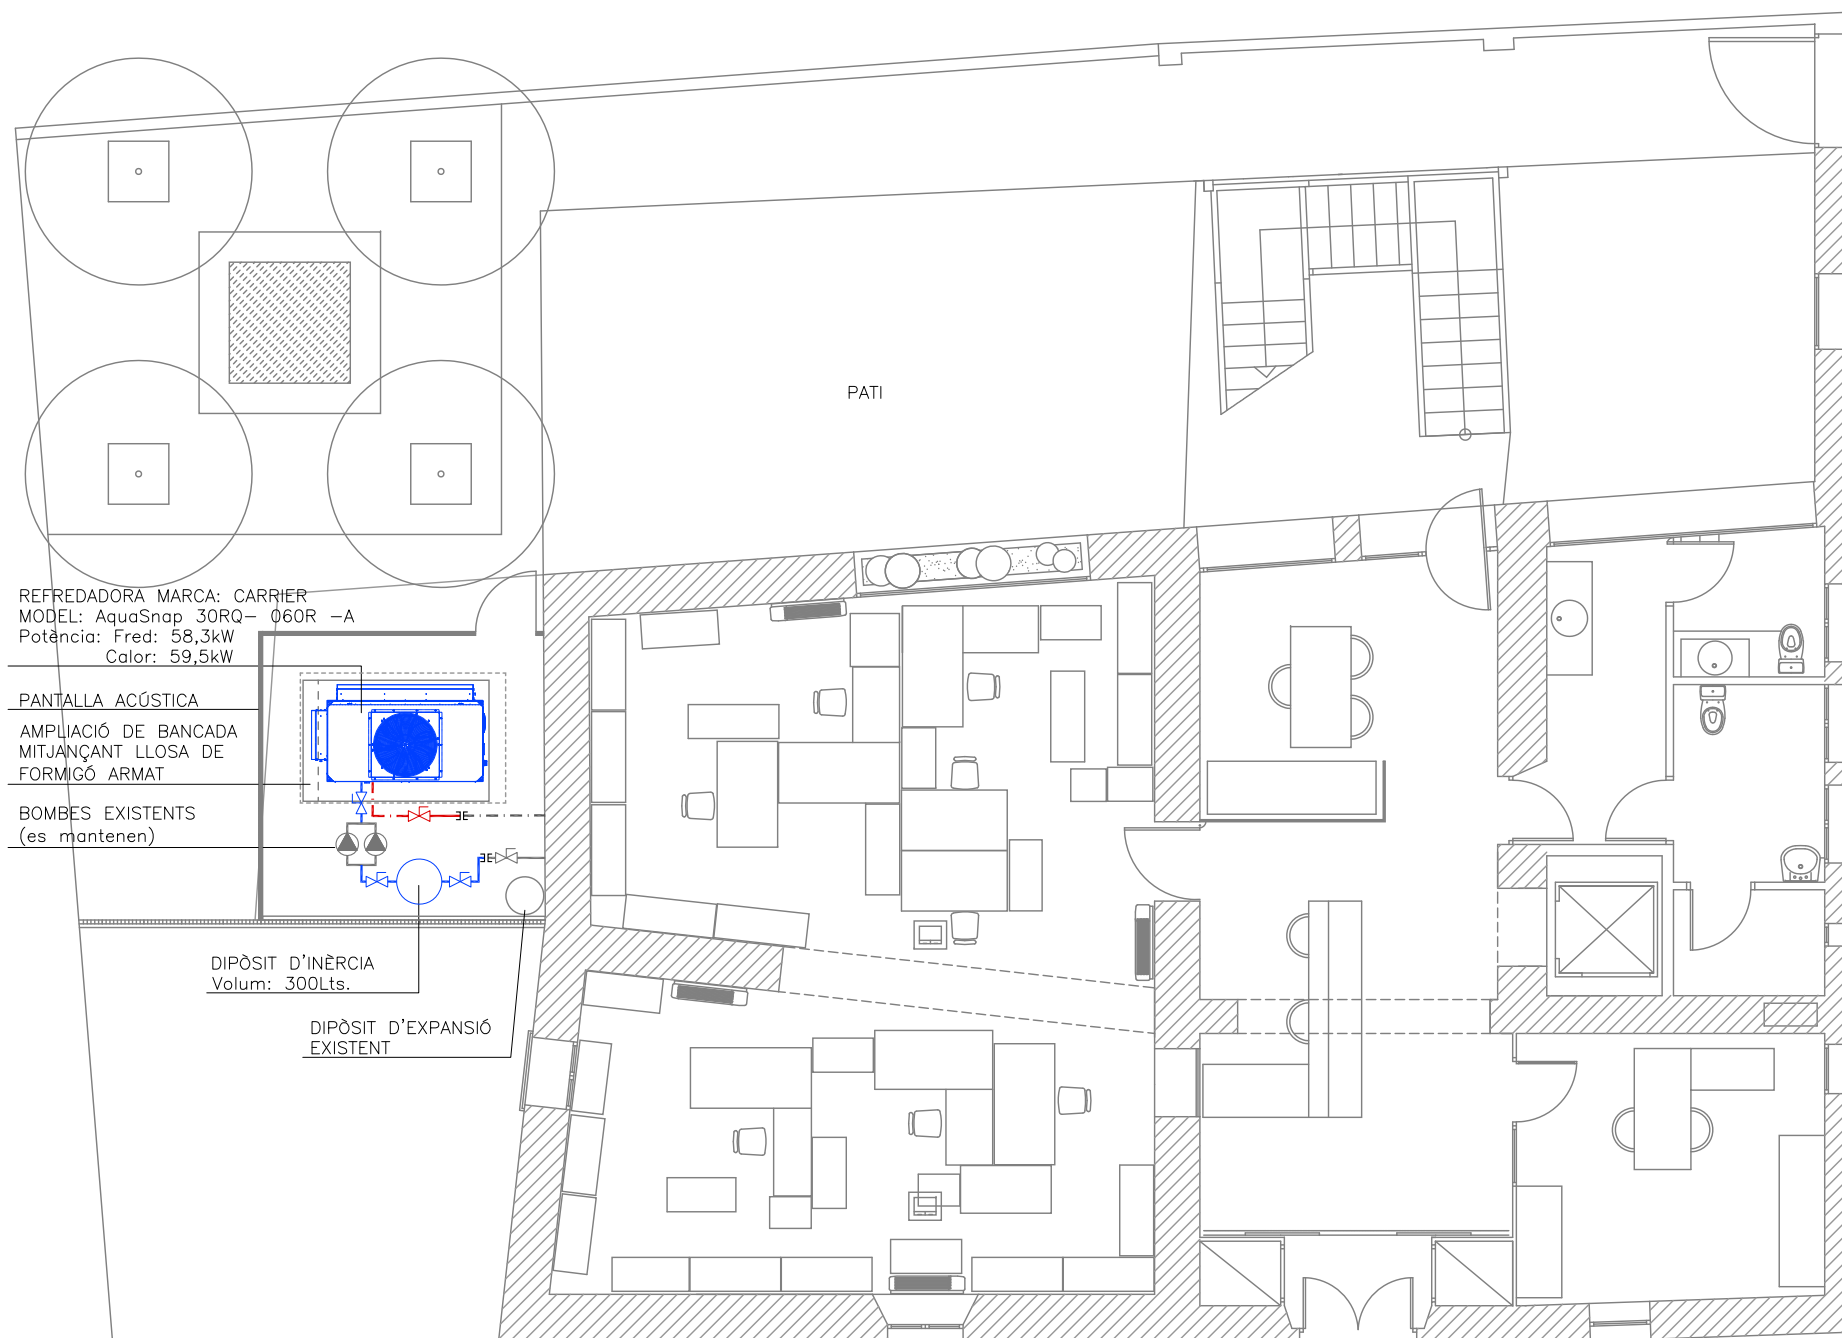 PATI
REFREDADORA MARCA: CARRIER
MODEL: AquaSnap 30RQ- 060R -A
Potència: Fred: 58,3kW
Calor: 59,5kW
PANTALLA ACÚSTICA
AMPLIACIÓ DE BANCADA
MITJANÇANT LLOSA DE
FORMIGÓ ARMAT
BOMBES EXISTENTS
(es mantenen)
DIPÒSIT D'INÈRCIA
Volum: 300Lts.
DIPÒSIT D'EXPANSIÓ
EXISTENT